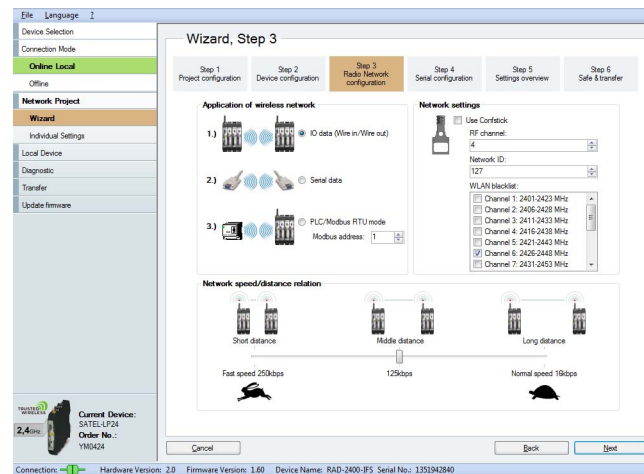 File Language ?
Device Selection
Connection Mode
Online Local
Offline
Network Project
Wizard
Individual Settings
Local Device
Diagnostic
Transfer
Update firmware
Wizard, Step 3
Step 1
Project configuration
Step 2
Device configuration
Step 3
Radio Network
configuration
Step 4
Serial configuration
Step 5
Settings overview
Step 6
Safe & transfer
Application of wireless network
1.) IO data (Wire in/Wire out)
2.) Serial data
3.) PLC/Modbus RTU mode
Modbus address: 1
Network settings
Use Confstick
RF channel:
4
Network ID:
127
WLAN blacklist:
Channel 1: 2401-2423 MHz
Channel 2: 2406-2428 MHz
Channel 3: 2411-2433 MHz
Channel 4: 2416-2438 MHz
Channel 5: 2421-2443 MHz
Channel 6: 2426-2448 MHz
Channel 7: 2431-2453 MHz
Network speed/distance relation
Short distance Middle distance Long distance
Fast speed 250kbps 125kbps Normal speed 16kbps
TRUSTED
WIRELESS
2,4GHz
Current Device:
SATEL-LP24
Order No.:
YM0424
Cancel Back Next
Connection: Hardware Version: 2.0 Firmware Version: 1.60 Device Name: RAD-2400-IFS Serial No.: 1351942840